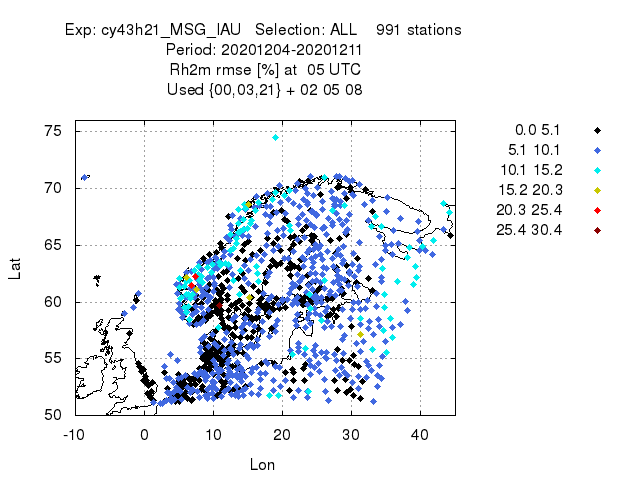 Exp: cy43h21_MSG_IAU   Selection: ALL    991 stations
Period: 20201204-20201211
Rh2m rmse [%] at  05 UTC
Used {00,03,21} + 02 05 08
0.0 5.1
5.1 10.1
10.1 15.2
15.2 20.3
20.3 25.4
25.4 30.4
75
70
65
60
55
50
Lat
-10 0 10 20 30 40
Lon